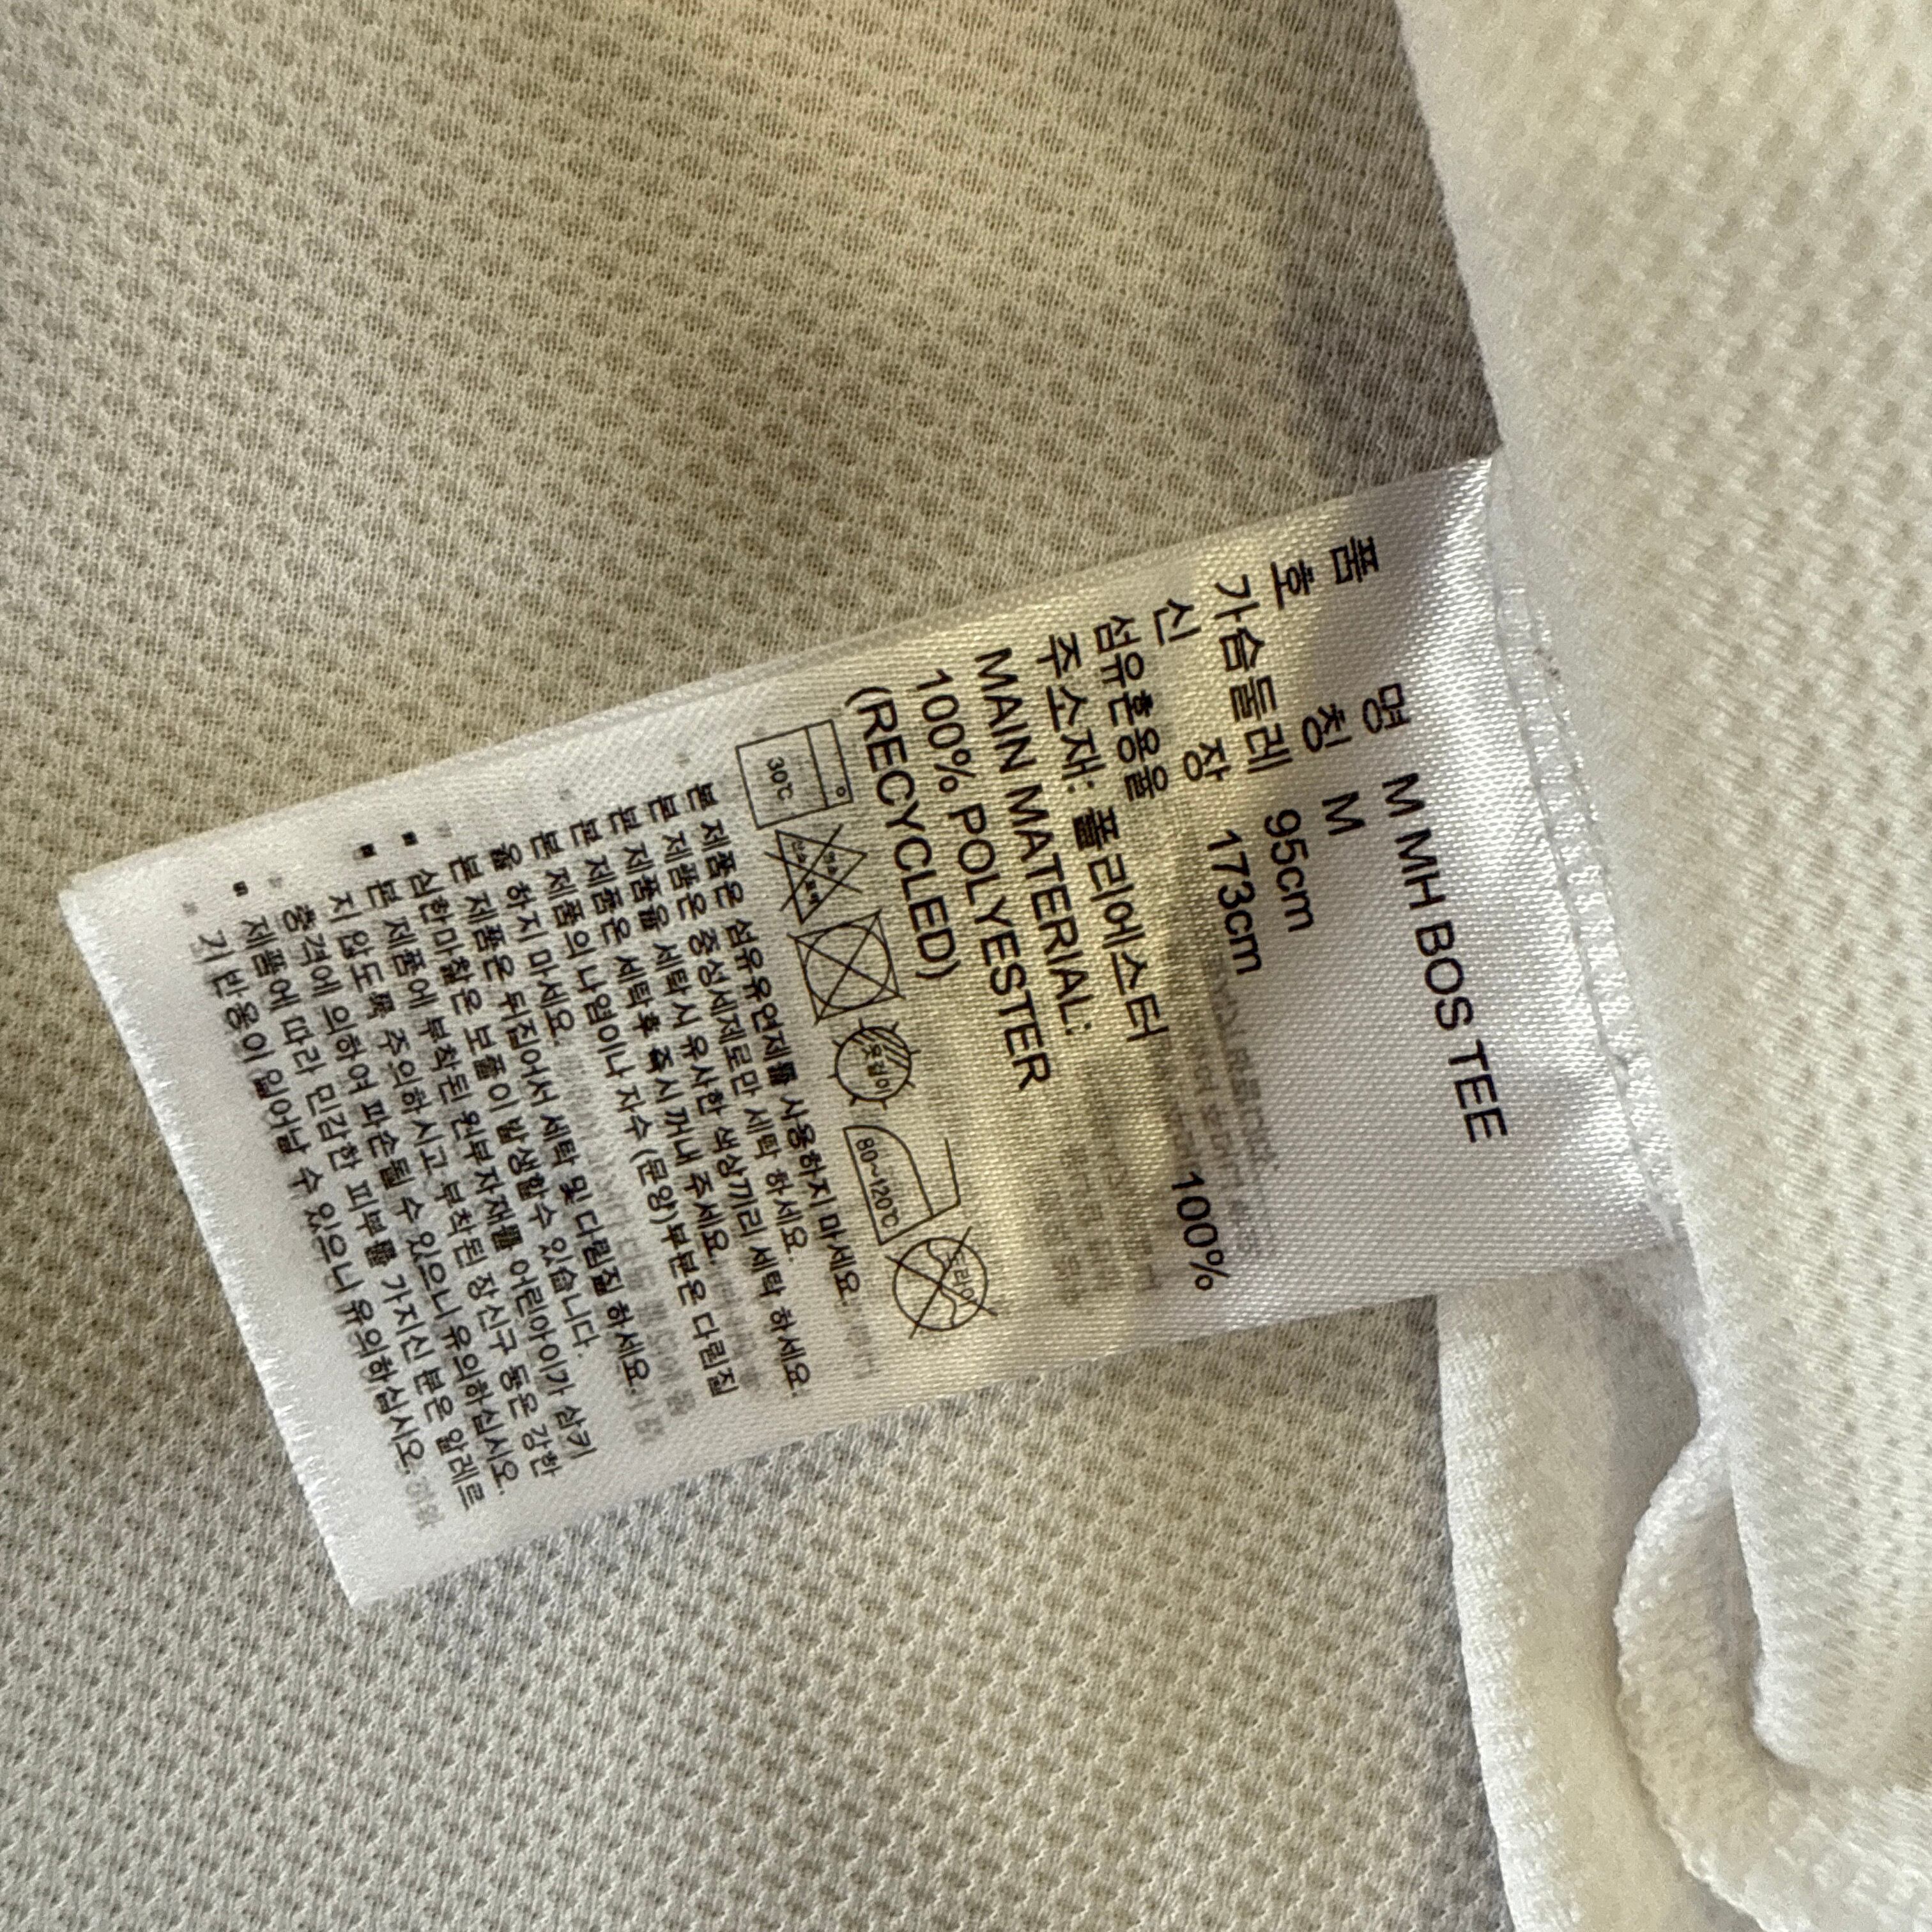 품 명 M MH BOS TEE
호 칭 M
가슴둘레 95cm
신 장 173cm
섬유혼용율
주소재: 폴리에스터 100%
MAIN MATERIAL:
100% POLYESTER
(RECYCLED)
30℃
옷걸이
80~120℃
드라이
본 제품은 섬유유연제를 사용하지 마세요.
본 제품은 중성세제로만 세탁 하세요.
본 제품을 세탁시 유사한 색상끼리 세탁 하세요.
본 제품은 세탁후 즉시 꺼내 주세요.
본 제품의 나염이나 자수 (문양)부분은 다림질
을 하지 마세요.
본 제품은 뒤집어서 세탁 및 다림질 하세요.
심한마찰은 보풀이 발생할수 있습니다.
■ 본 제품에 부착된 원부자재를 어린아이가 삼키
지 않도록 주의하시고, 부착된 장신구 등은 강한
충격에 의하여 파손될 수 있으니 유의하십시오.
■ 제품에 따라 민감한 피부를 가지신 분은 알레르
기 반응이 일어날 수 있으니 유의하십시오.